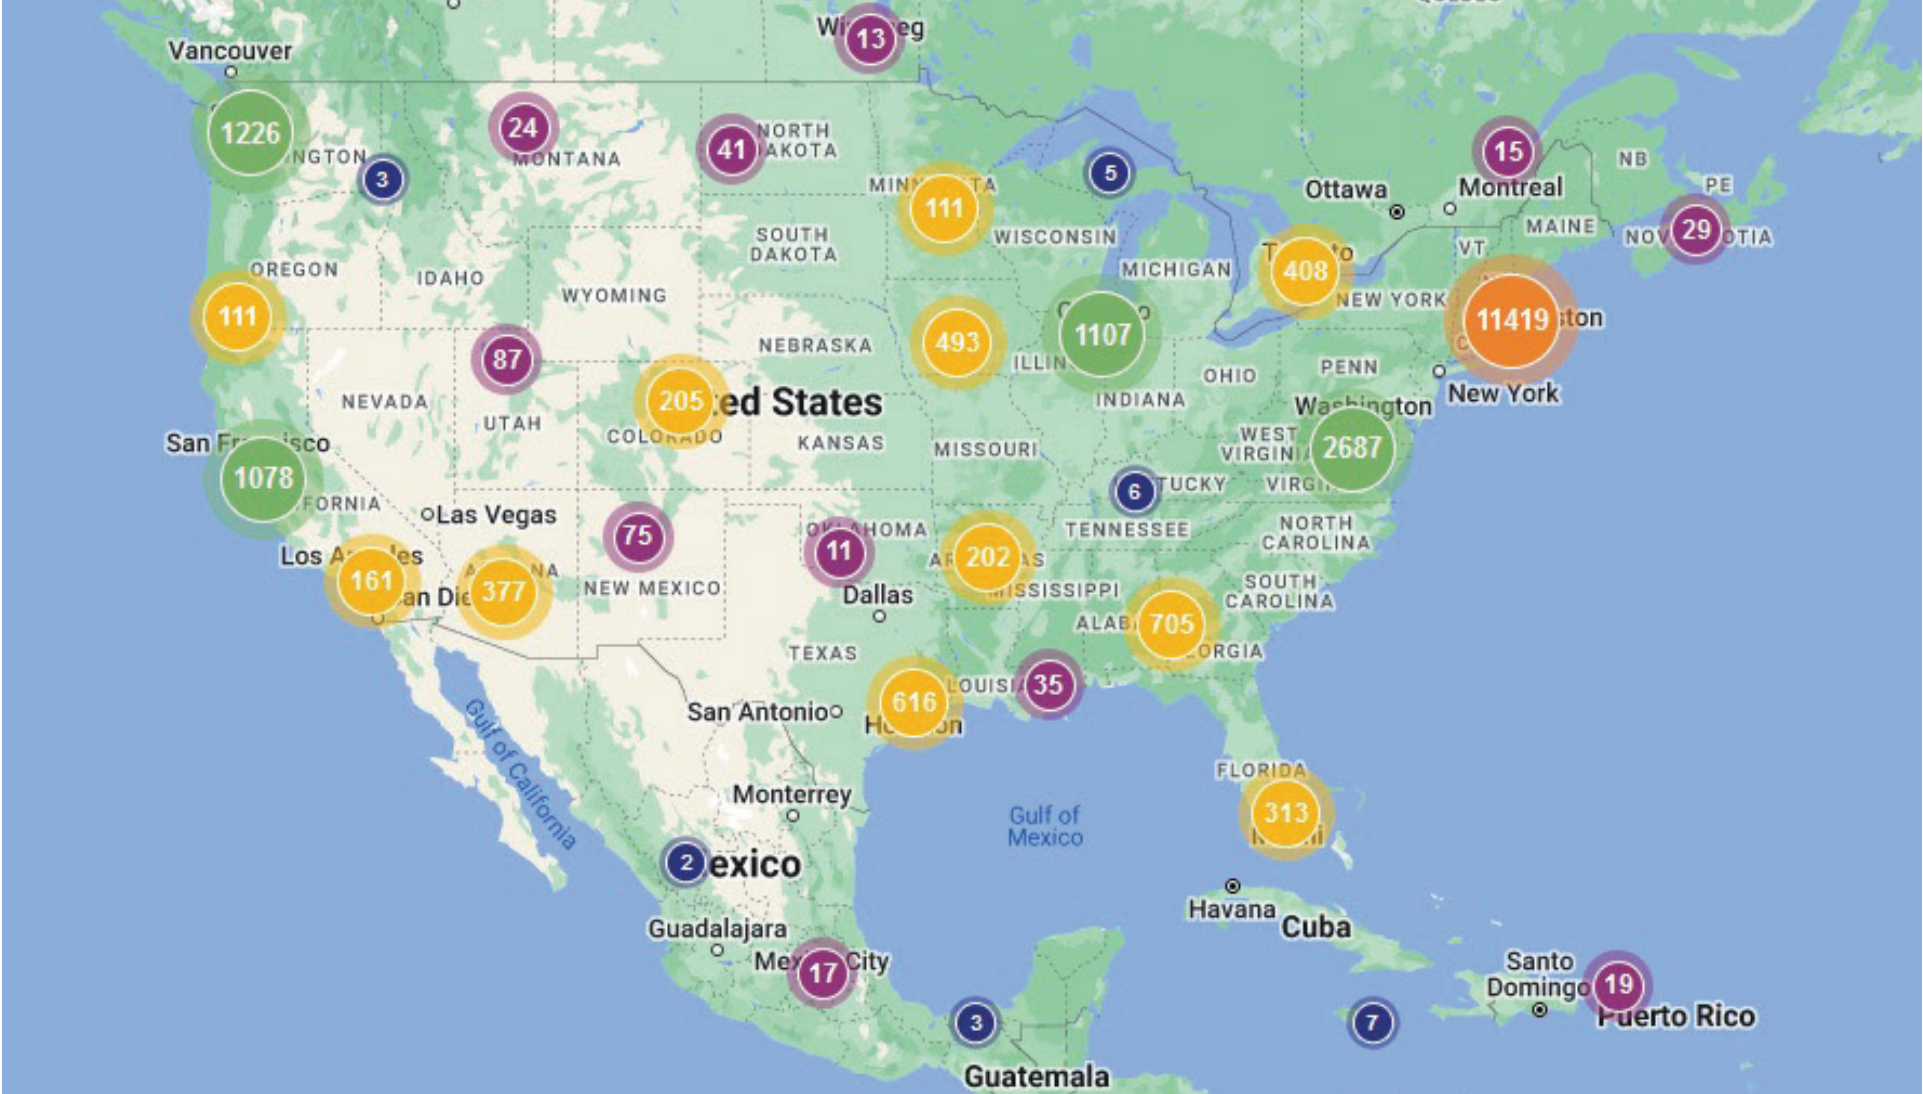 Vancouver
13
1226
24
MONTANA
41
NORTH
3
5
15
Montreal
Ottawa
NB
PE
29
MAINE
VT
111
WISCONSIN
SOUTH
DAKOTA
MICHIGAN
408
NEW YORK
11419
OREGON
IDAHO
WYOMING
111
87
NEBRASKA
493
1107
OHIO
PENN
New York
INDIANA
Washington
NEVADA
UTAH
205
States
COLORADO
KANSAS
MISSOURI
WEST
2687
San
1078
Las Vegas
6
TENNESSEE
NORTH
CAROLINA
75
NEW MEXICO
11
202
MISSISSIPPI
SOUTH
CAROLINA
Los
161
377
Dallas
705
TEXAS
35
616
San Antonio
Gulf of California
Monterrey
Gulf of
Mexico
FLORIDA
313
2
Havana
Cuba
Guadalajara
17
City
3
7
Santo
Domingo
19
Puerto Rico
Guatemala